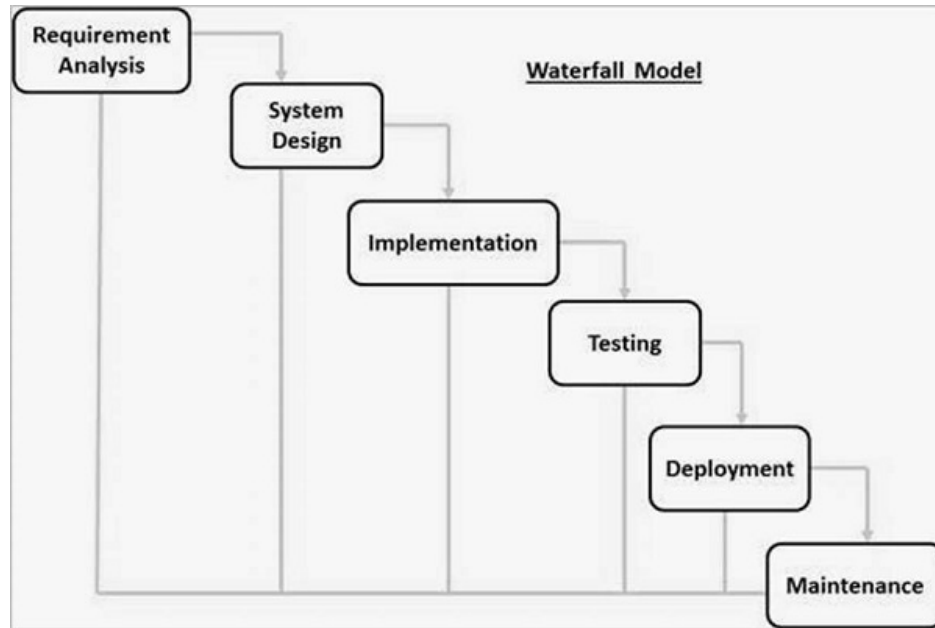 Requirement
Analysis
Waterfall Model
System
Design
Implementation
Testing
Deployment
Maintenance